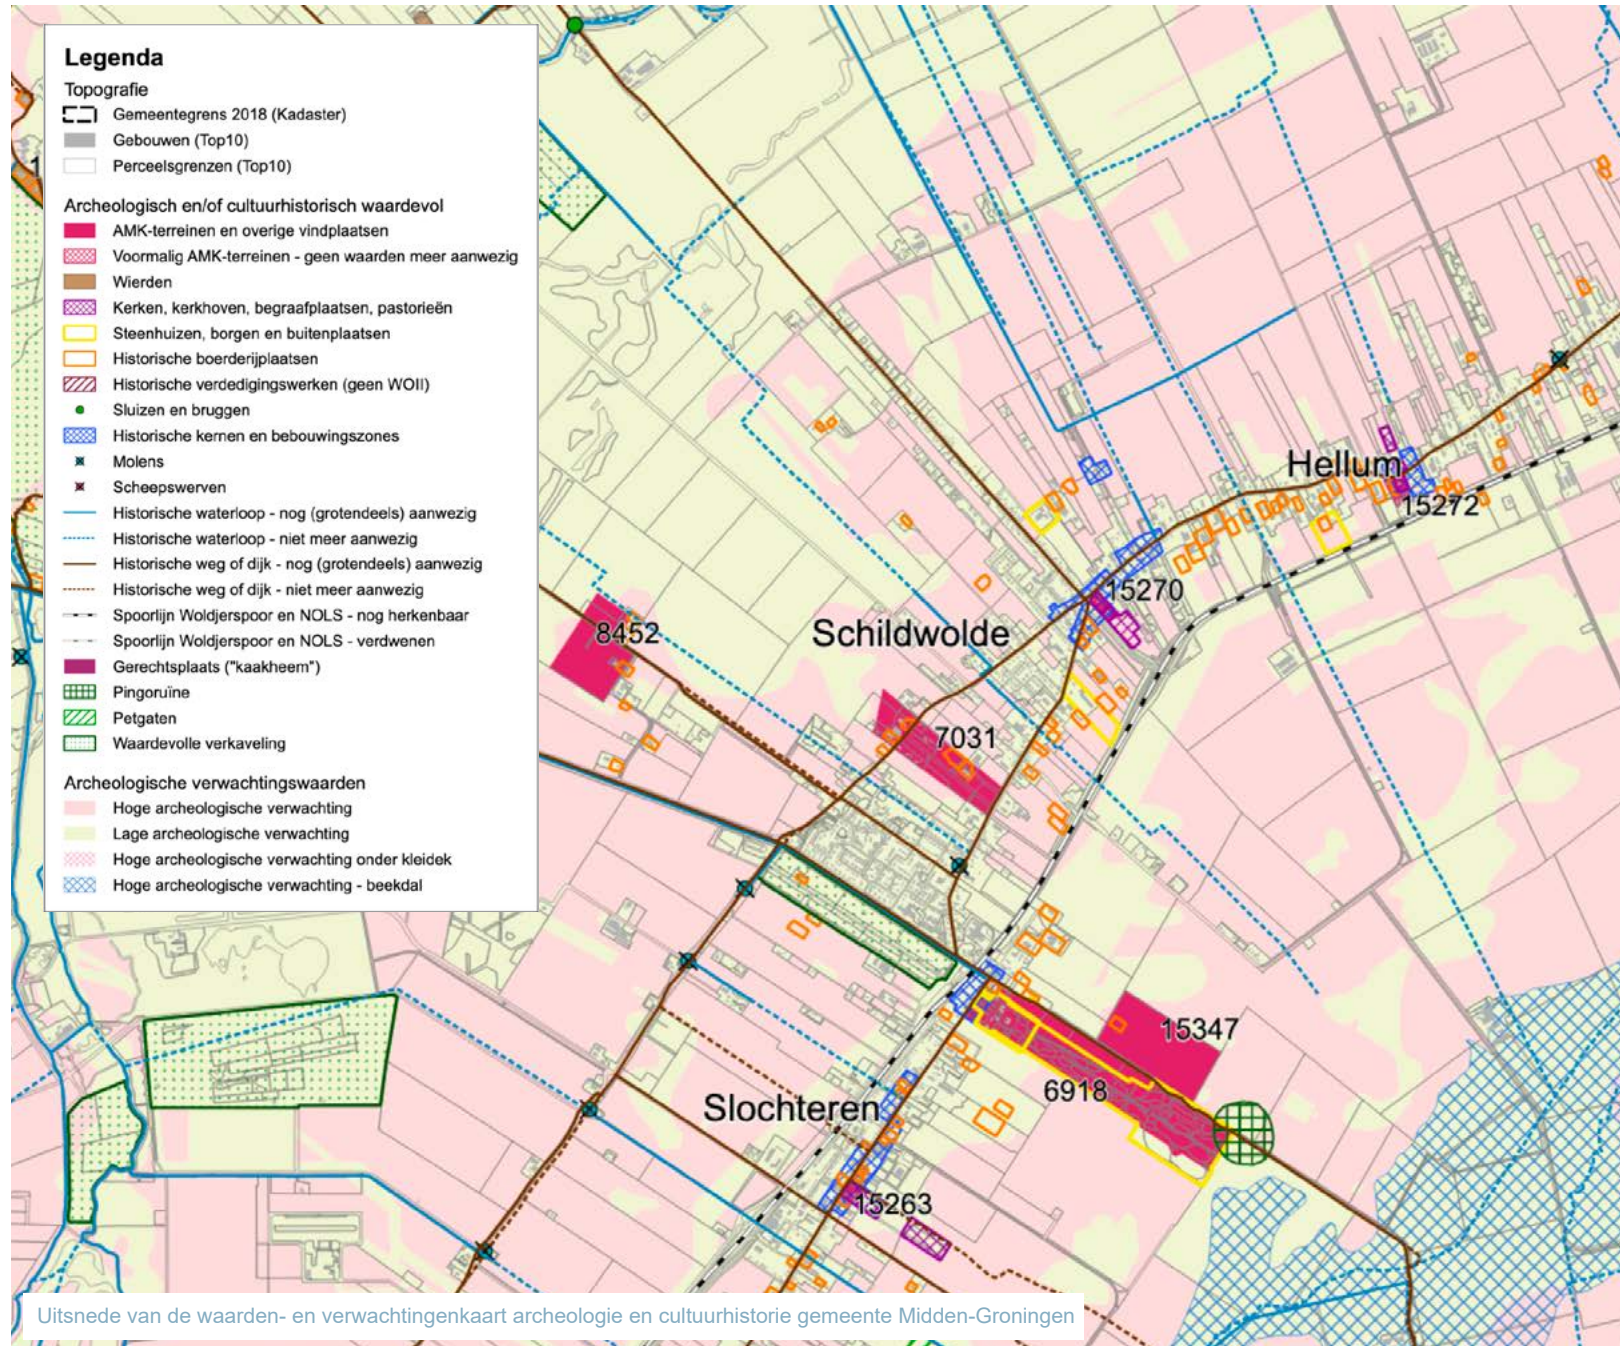 Legenda
Topografie
Gemeentegrens 2018 (Kadaster)
Gebouwen (Top10)
Perceelsgrenzen (Top10)
Archeologisch en/of cultuurhistorisch waardevol
AMK-terreinen en overige vindplaatsen
Voormalig AMK-terreinen - geen waarden meer aanwezig
Wierden
Kerken, kerkhoven, begraafplaatsen, pastorieën
Steenhuizen, borgen en buitenplaatsen
Historische boerderijplaatsen
Historische verdedigingswerken (geen WOII)
Sluizen en bruggen
Historische kernen en bebouwingszones
Molens
Scheepswerven
Historische waterloop - nog (grotendeels) aanwezig
Historische waterloop - niet meer aanwezig
Historische weg of dijk - nog (grotendeels) aanwezig
Historische weg of dijk - niet meer aanwezig
Spoorlijn Woldjerspoor en NOLS - nog herkenbaar
Spoorlijn Woldjerspoor en NOLS - verdwenen
Gerechtsplaats ("kaakheem")
Pingoruïne
Petgaten
Waardevolle verkaveling
Archeologische verwachtingswaarden
Hoge archeologische verwachting
Lage archeologische verwachting
Hoge archeologische verwachting onder kleidek
Hoge archeologische verwachting - beekdal
Hellum
15272
15270
8452
Schildwolde
7031
15347
6918
Slochteren
15263
Uitsnede van de waarden- en verwachtingenkaart archeologie en cultuurhistorie gemeente Midden-Groningen